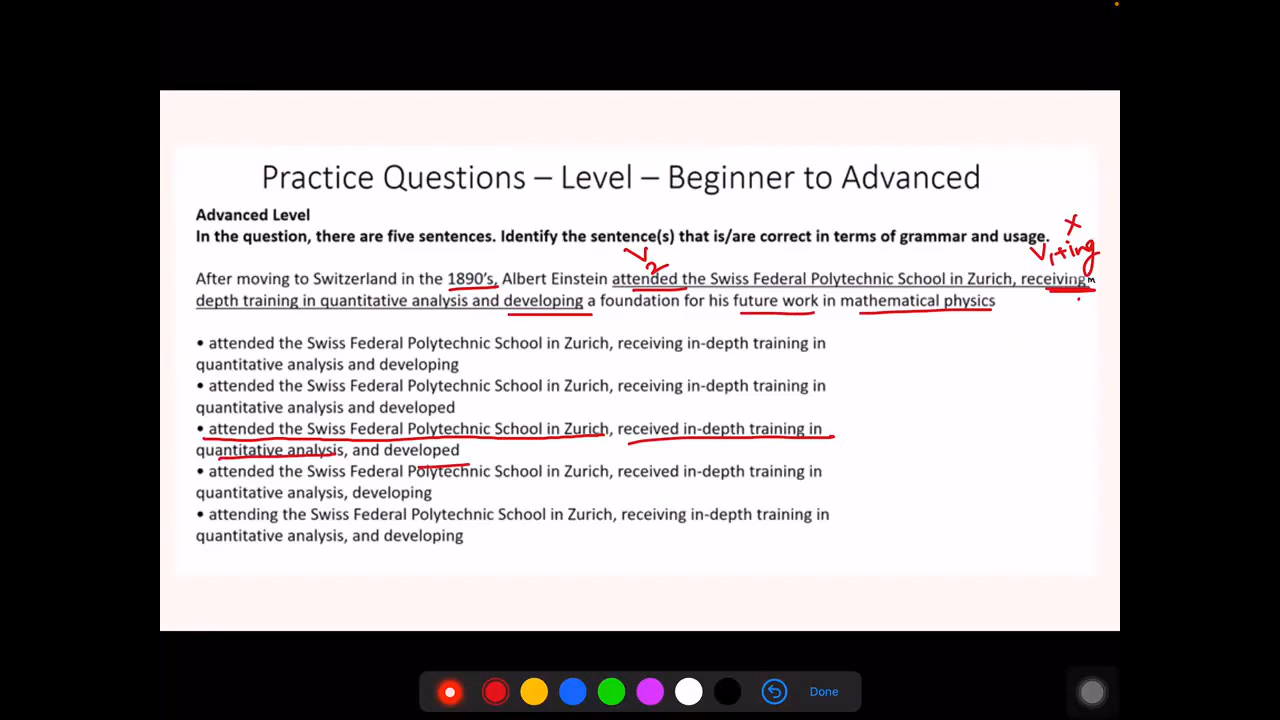 Practice Questions – Level – Beginner to Advanced
Advanced Level
In the question, there are five sentences. Identify the sentence(s) that is/are correct in terms of grammar and usage.
X
V2
V1+ing
After moving to Switzerland in the 1890's, Albert Einstein attended the Swiss Federal Polytechnic School in Zurich, receiving
depth training in quantitative analysis and developing a foundation for his future work in mathematical physics
• attended the Swiss Federal Polytechnic School in Zurich, receiving in-depth training in
quantitative analysis and developing
• attended the Swiss Federal Polytechnic School in Zurich, receiving in-depth training in
quantitative analysis and developed
• attended the Swiss Federal Polytechnic School in Zurich, received in-depth training in
quantitative analysis, and developed
• attended the Swiss Federal Polytechnic School in Zurich, received in-depth training in
quantitative analysis, developing
• attending the Swiss Federal Polytechnic School in Zurich, receiving in-depth training in
quantitative analysis, and developing
Done